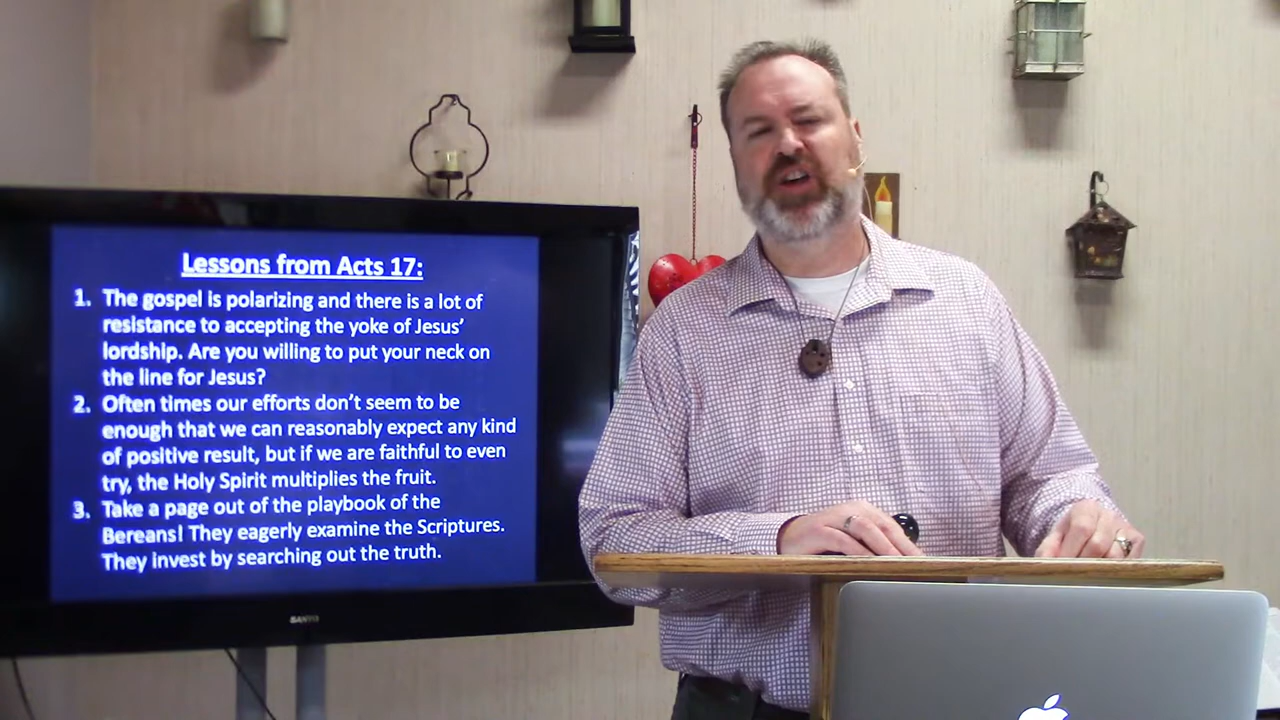 Lessons from Acts 17:
1. The gospel is polarizing and there is a lot of
resistance to accepting the yoke of Jesus'
lordship. Are you willing to put your neck on
the line for Jesus?
2. Often times our efforts don't seem to be
enough that we can reasonably expect any kind
of positive result, but if we are faithful to even
try, the Holy Spirit multiplies the fruit.
3. Take a page out of the playbook of the
Bereans! They eagerly examine the Scriptures.
They invest by searching out the truth.
SANYO